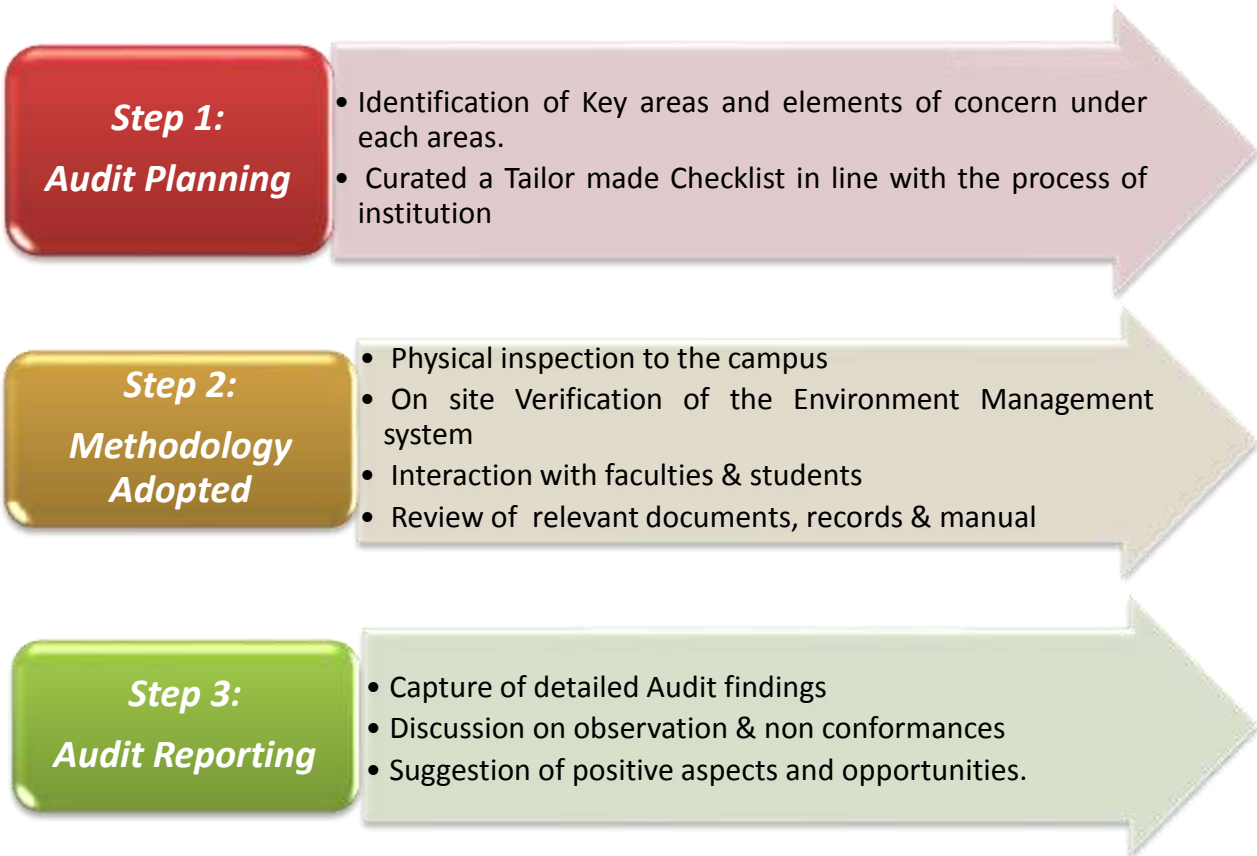 Step 1:
Audit Planning
• Identification of Key areas and elements of concern under
each areas.
• Curated a Tailor made Checklist in line with the process of
institution
Step 2:
Methodology
Adopted
• Physical inspection to the campus
• On site Verification of the Environment Management
system
• Interaction with faculties & students
• Review of relevant documents, records & manual
Step 3:
Audit Reporting
• Capture of detailed Audit findings
• Discussion on observation & non conformances
• Suggestion of positive aspects and opportunities.